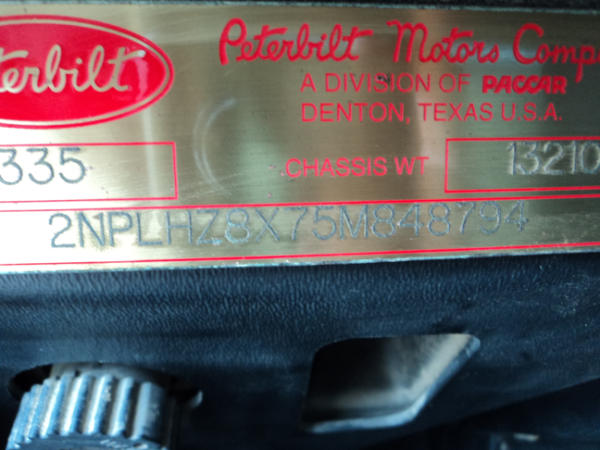 terbilt
Peterbilt Motors Comp
A DIVISION OF PACCAR
DENTON, TEXAS U.S.A.
335 CHASSIS WT 13210
2NPLHZ8X75M848794